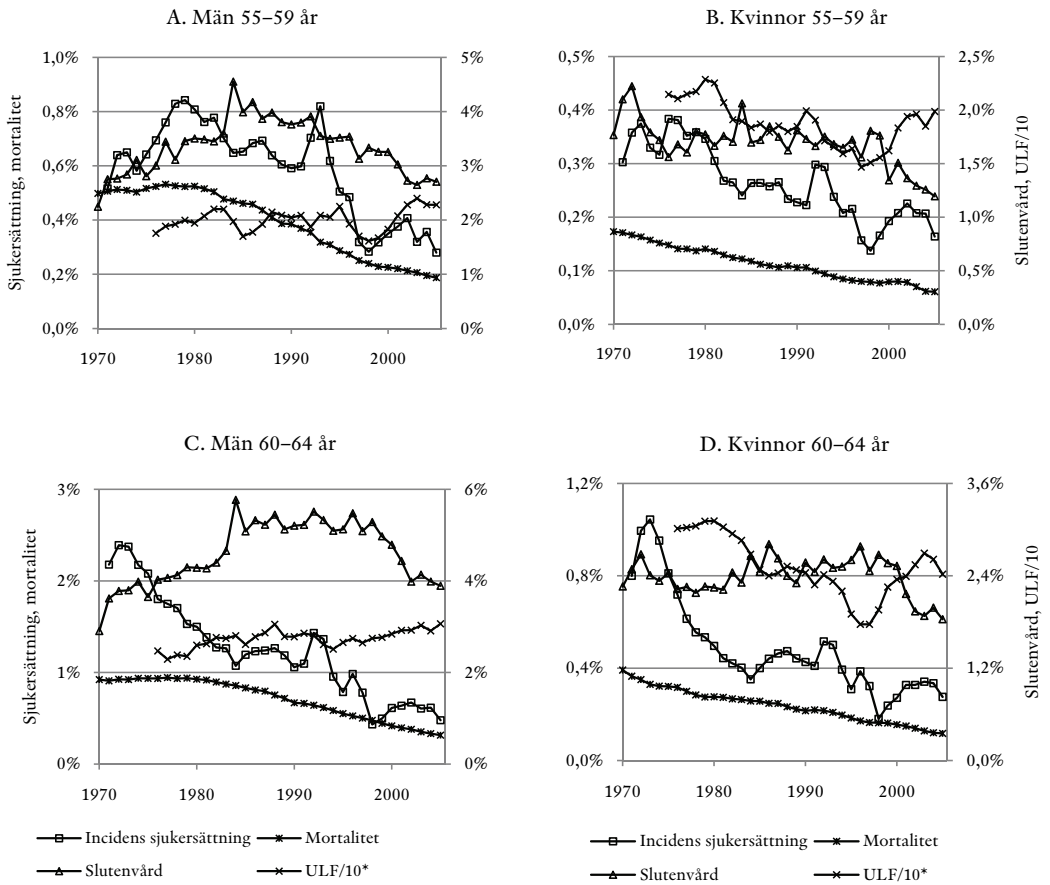 A. Män 55–59 år
Sjukersättning, mortalitet
1,0%
0,8%
0,6%
0,4%
0,2%
0,0%
5%
4%
3%
2%
1%
0%
1970 1980 1990 2000
B. Kvinnor 55–59 år
0,5%
0,4%
0,3%
0,2%
0,1%
0,0%
2,5%
2,0%
1,5%
1,0%
0,5%
0,0%
Slutenvård, ULF/10
1970 1980 1990 2000
C. Män 60–64 år
Sjukersättning, mortalitet
3%
2%
1%
0%
6%
4%
2%
0%
1970 1980 1990 2000
Incidens sjukersättning Mortalitet
Slutenvård ULF/10*
D. Kvinnor 60–64 år
1,2%
0,8%
0,4%
0,0%
3,6%
2,4%
1,2%
0,0%
Slutenvård, ULF/10
1970 1980 1990 2000
Incidens sjukersättning Mortalitet
Slutenvård ULF/10*